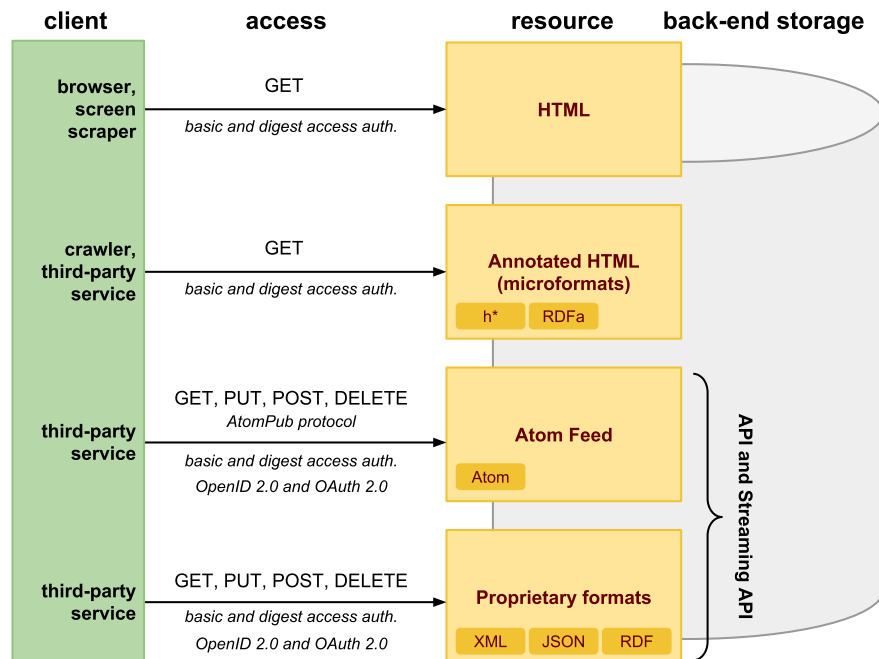 client
access
resource
back-end storage
browser,
screen
scraper
GET
basic and digest access auth.
HTML
crawler,
third-party
service
GET
basic and digest access auth.
Annotated HTML
(microformats)
h*
RDFa
third-party
service
GET, PUT, POST, DELETE
AtomPub protocol
basic and digest access auth.
OpenID 2.0 and OAuth 2.0
Atom Feed
Atom
API and Streaming API
third-party
service
GET, PUT, POST, DELETE
basic and digest access auth.
OpenID 2.0 and OAuth 2.0
Proprietary formats
XML
JSON
RDF